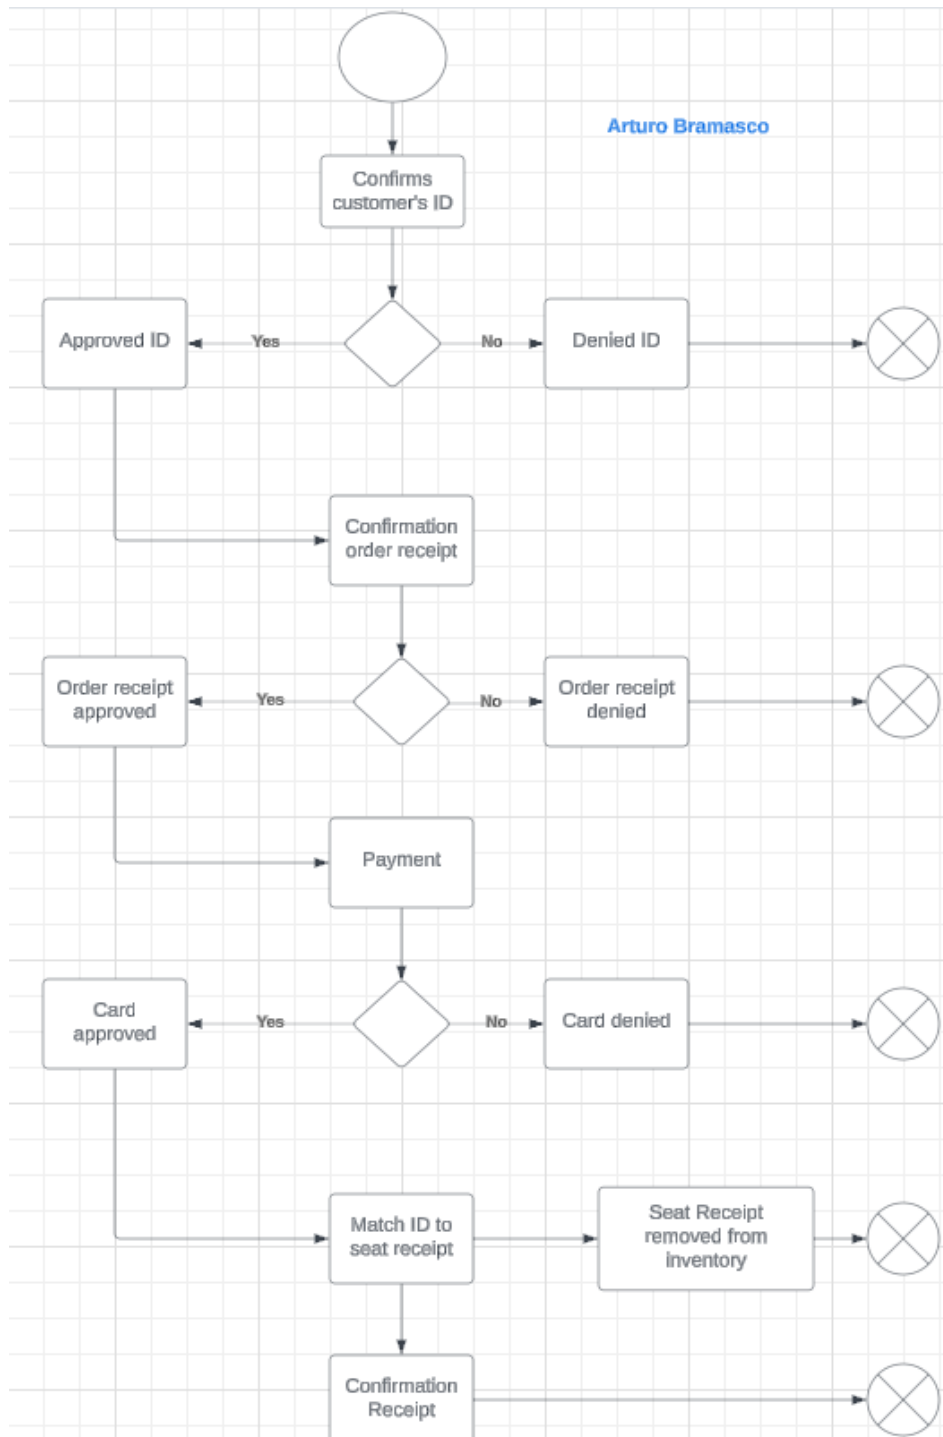 Arturo Bramasco
Confirms
customer's ID
Approved ID
Yes
No
Denied ID
Confirmation
order receipt
Order receipt
approved
Yes
No
Order receipt
denied
Payment
Card
approved
Yes
No
Card denied
Match ID to
seat receipt
Seat Receipt
removed from
inventory
Confirmation
Receipt